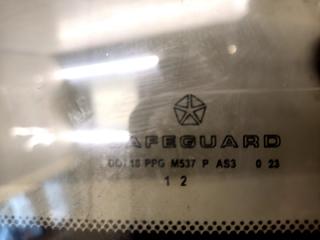 SAFEGUARD
DOT 18 PPG M537 P AS3 0 23
1 2